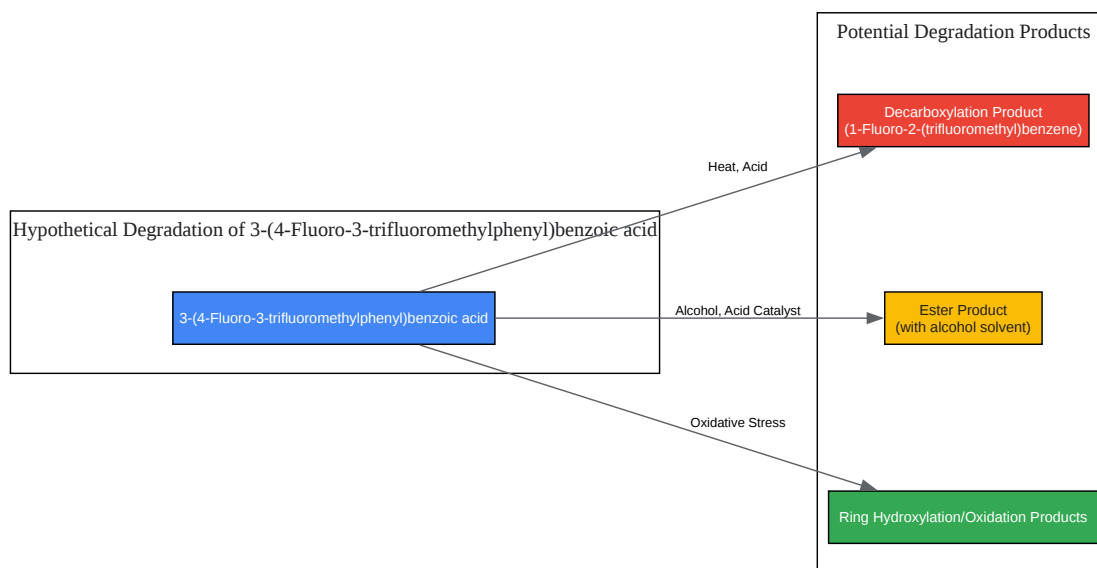 Potential Degradation Products
Decarboxylation Product
(1-Fluoro-2-(trifluoromethyl)benzene)
Heat, Acid
Hypothetical Degradation of 3-(4-Fluoro-3-trifluoromethylphenyl)benzoic acid
3-(4-Fluoro-3-trifluoromethylphenyl)benzoic acid
Alcohol, Acid Catalyst
Ester Product
(with alcohol solvent)
Oxidative Stress
Ring Hydroxylation/Oxidation Products